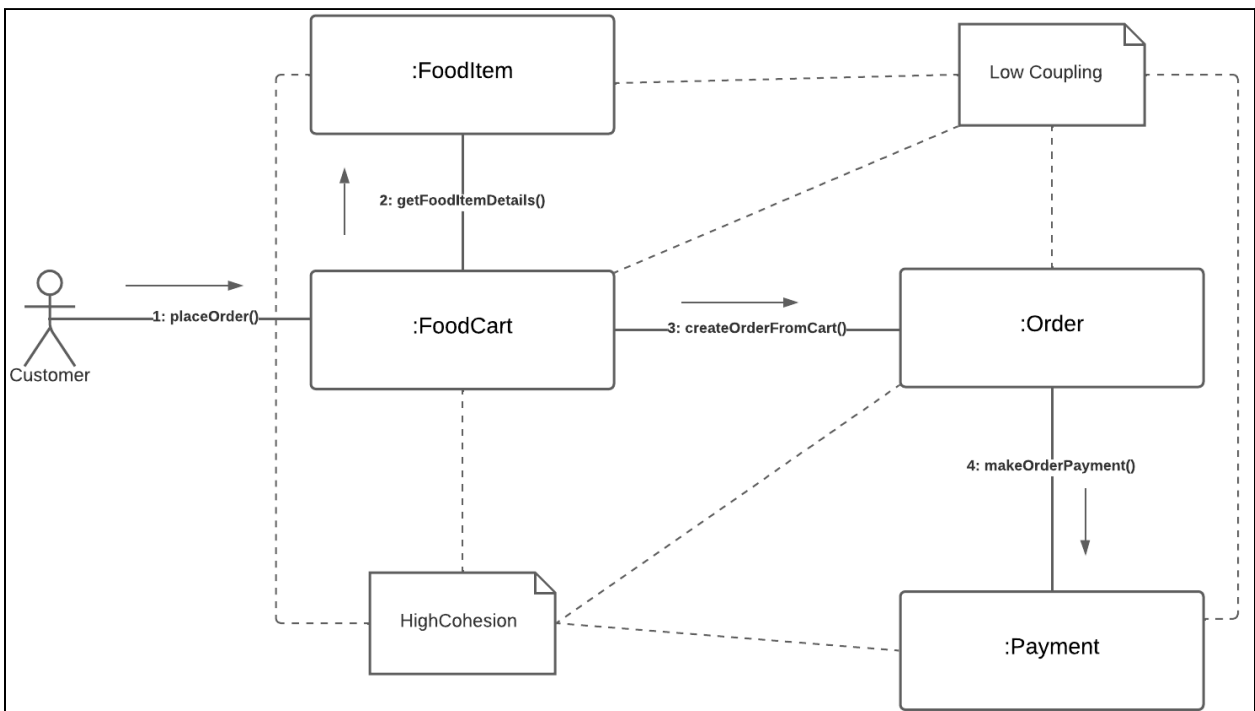 :FoodItem
Low Coupling
2: getFoodItemDetails()
1: placeOrder()
:FoodCart
3: createOrderFromCart()
:Order
Customer
4: makeOrderPayment()
HighCohesion
:Payment